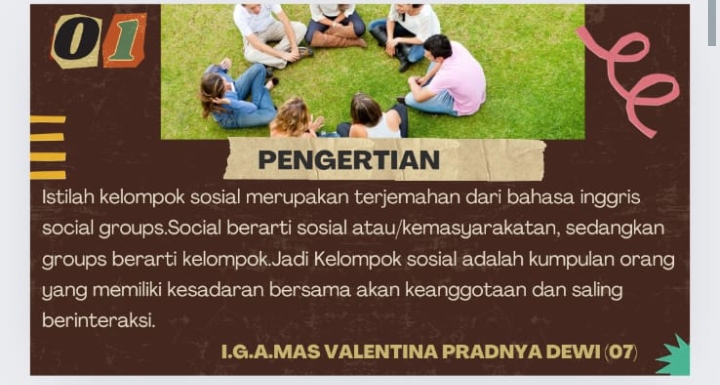 01
PENGERTIAN
Istilah kelompok sosial merupakan terjemahan dari bahasa inggris
social groups.Social berarti sosial atau/kemasyarakatan, sedangkan
groups berarti kelompok.Jadi Kelompok sosial adalah kumpulan orang
yang memiliki kesadaran bersama akan keanggotaan dan saling
berinteraksi.
I.G.A.MAS VALENTINA PRADNYA DEWI (07)